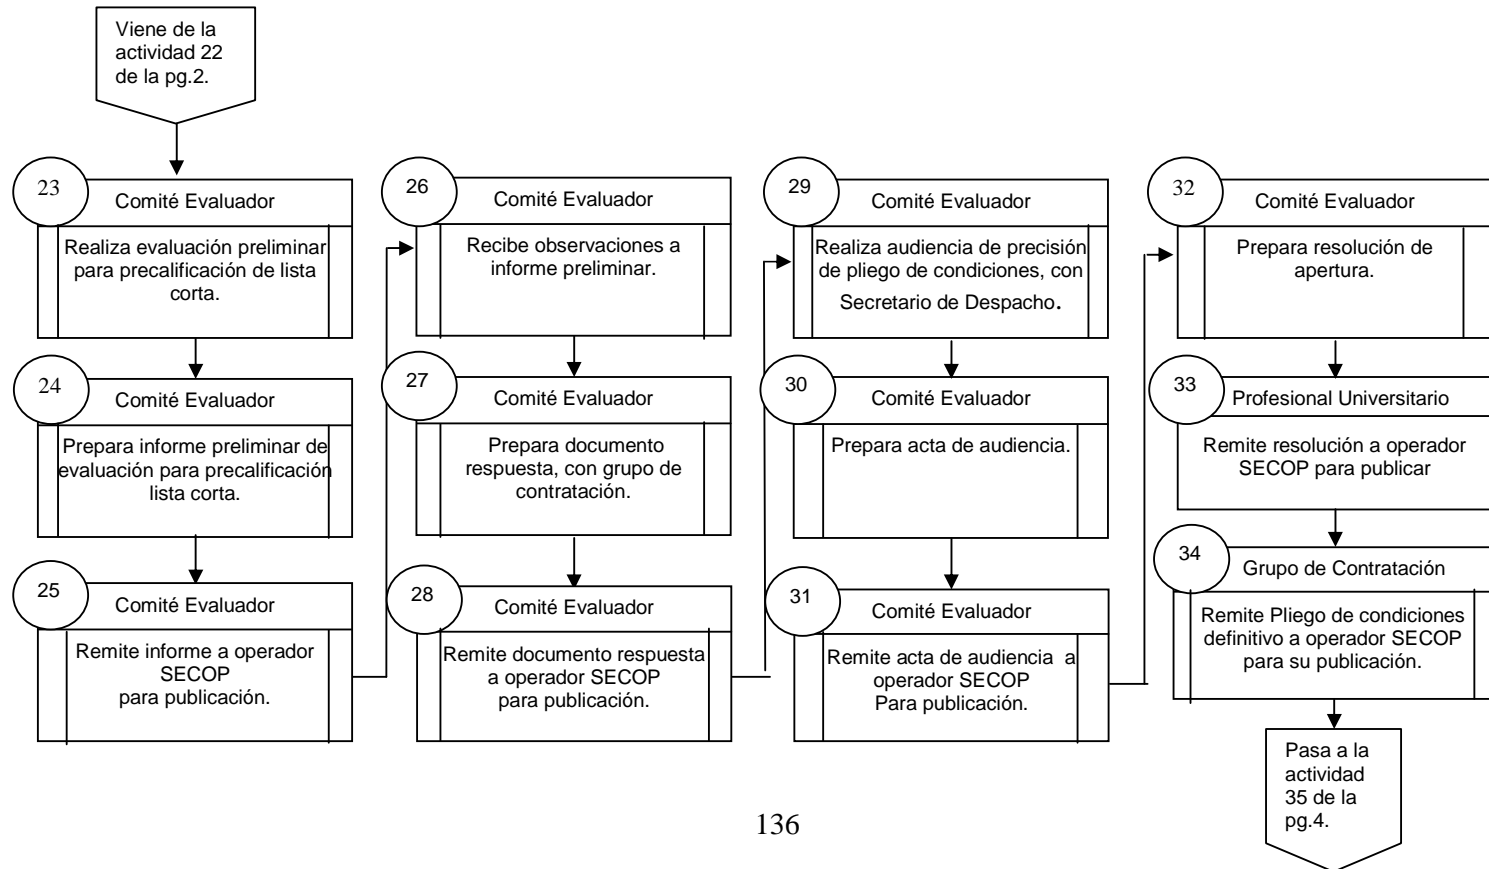 Viene de la
actividad 22
de la pg.2.
23
Comité Evaluador
Realiza evaluación preliminar
para precalificación de lista
corta.
24
Comité Evaluador
Prepara informe preliminar de
evaluación para precalificación
lista corta.
25
Comité Evaluador
Remite informe a operador
SECOP
para publicación.
26
Comité Evaluador
Recibe observaciones a
informe preliminar.
27
Comité Evaluador
Prepara documento
respuesta, con grupo de
contratación.
28
Comité Evaluador
Remite documento respuesta
a operador SECOP
para publicación.
29
Comité Evaluador
Realiza audiencia de precisión
de pliego de condiciones, con
Secretario de Despacho.
30
Comité Evaluador
Prepara acta de audiencia.
31
Comité Evaluador
Remite acta de audiencia a
operador SECOP
Para publicación.
32
Comité Evaluador
Prepara resolución de
apertura.
33
Profesional Universitario
Remite resolución a operador
SECOP para publicar
34
Grupo de Contratación
Remite Pliego de condiciones
definitivo a operador SECOP
para su publicación.
Pasa a la
actividad
35 de la
pg.4.
136